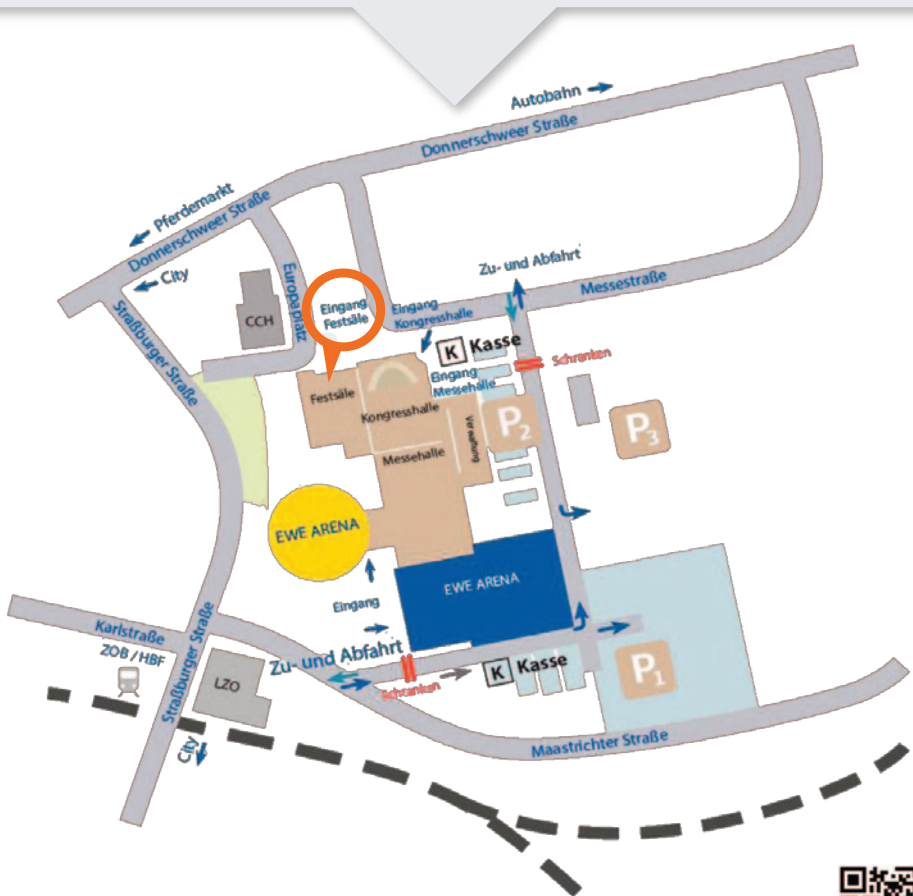 Autobahn
Donnerschweer Straße
Pferdemarkt
Donnerschweer Straße
City
Zu- und Abfahrt
Messestraße
Straßburger Straße
CCH
Europaplatz
Eingang
Festsäle
Eingang
Kongresshalle
K Kasse
Schranken
Eingang
Messehalle
Festsäle
Kongresshalle
Verwaltung
P2
P3
Messehalle
EWE ARENA
EWE ARENA
Eingang
Karlstraße
ZOB / HBF
Straßburger Straße
Zu- und Abfahrt
LZO
Schranken
K Kasse
P1
City
Maastrichter Straße